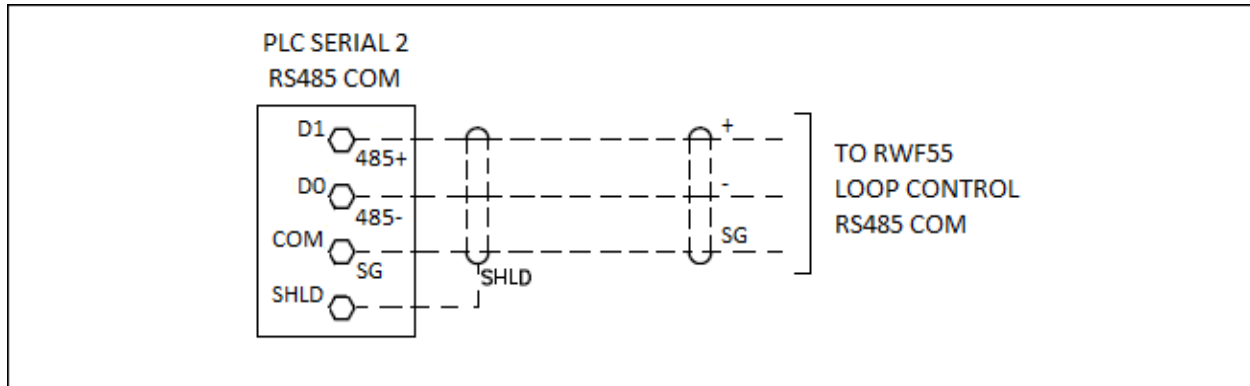 PLC SERIAL 2
RS485 COM
D1
485+
+
D0
485-
-
COM
SG
SG
SHLD
SHLD
TO RWF55
LOOP CONTROL
RS485 COM